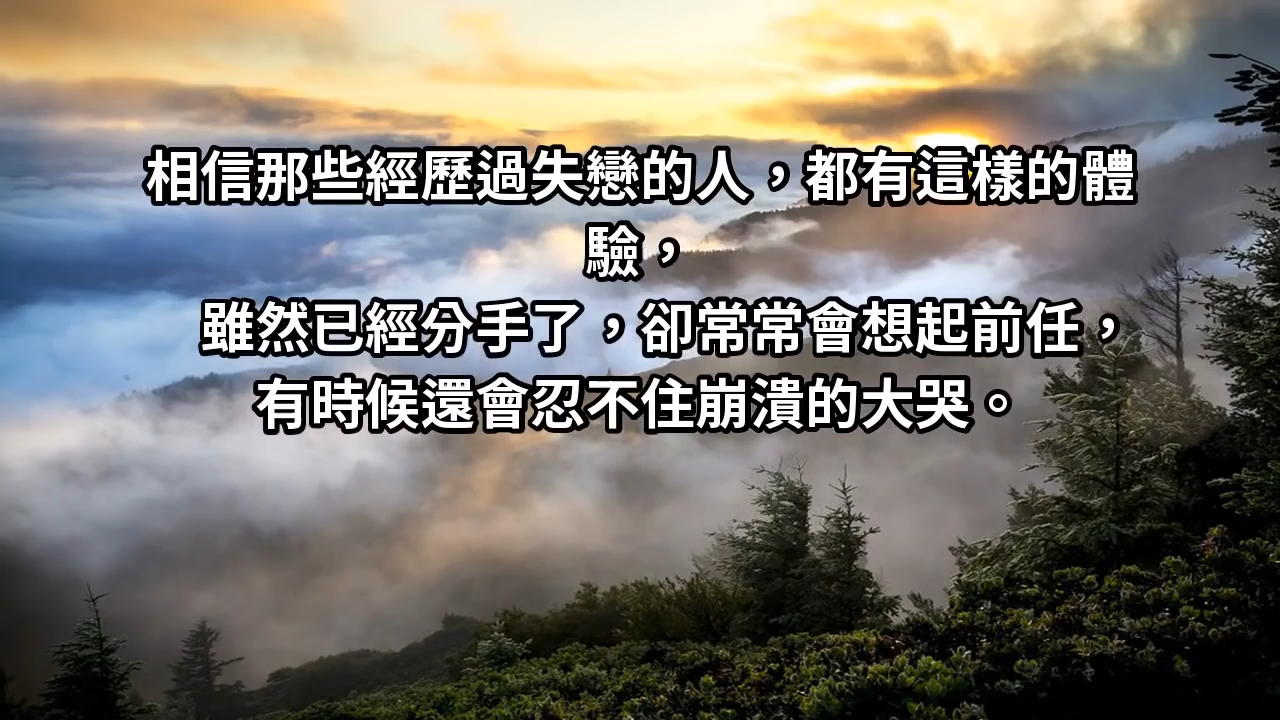 相信那些經歷過失戀的人，都有這樣的體
驗，
雖然已經分手了，卻常常會想起前任，
有時候還會忍不住崩潰的大哭。